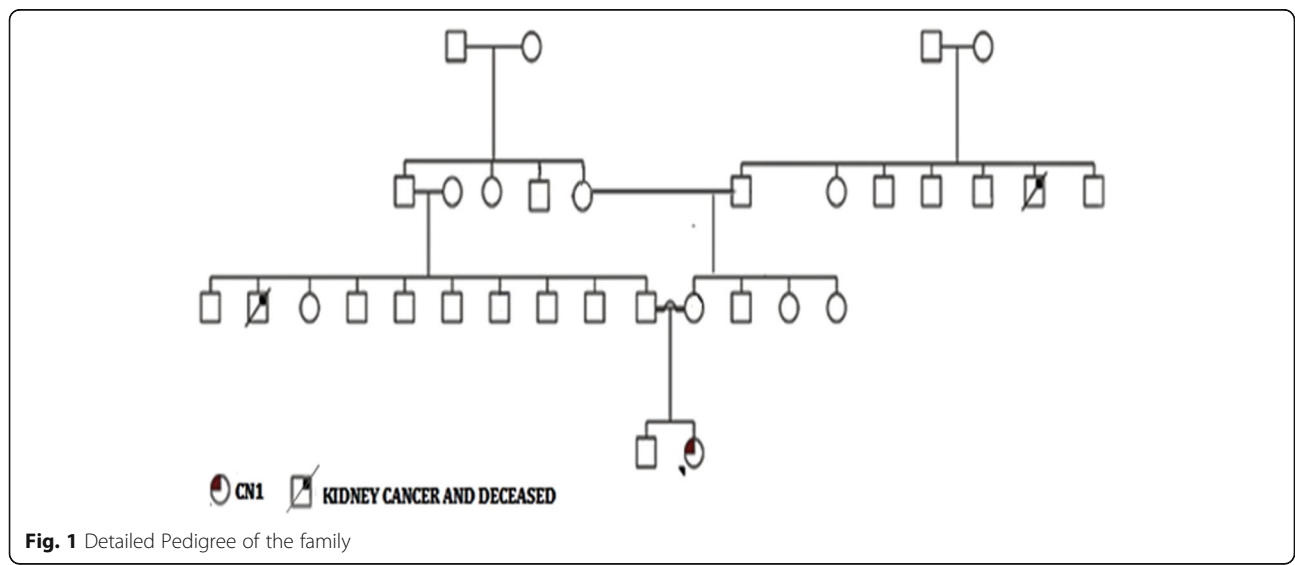 CN1 KIDNEY CANCER AND DECEASED
Fig. 1 Detailed Pedigree of the family